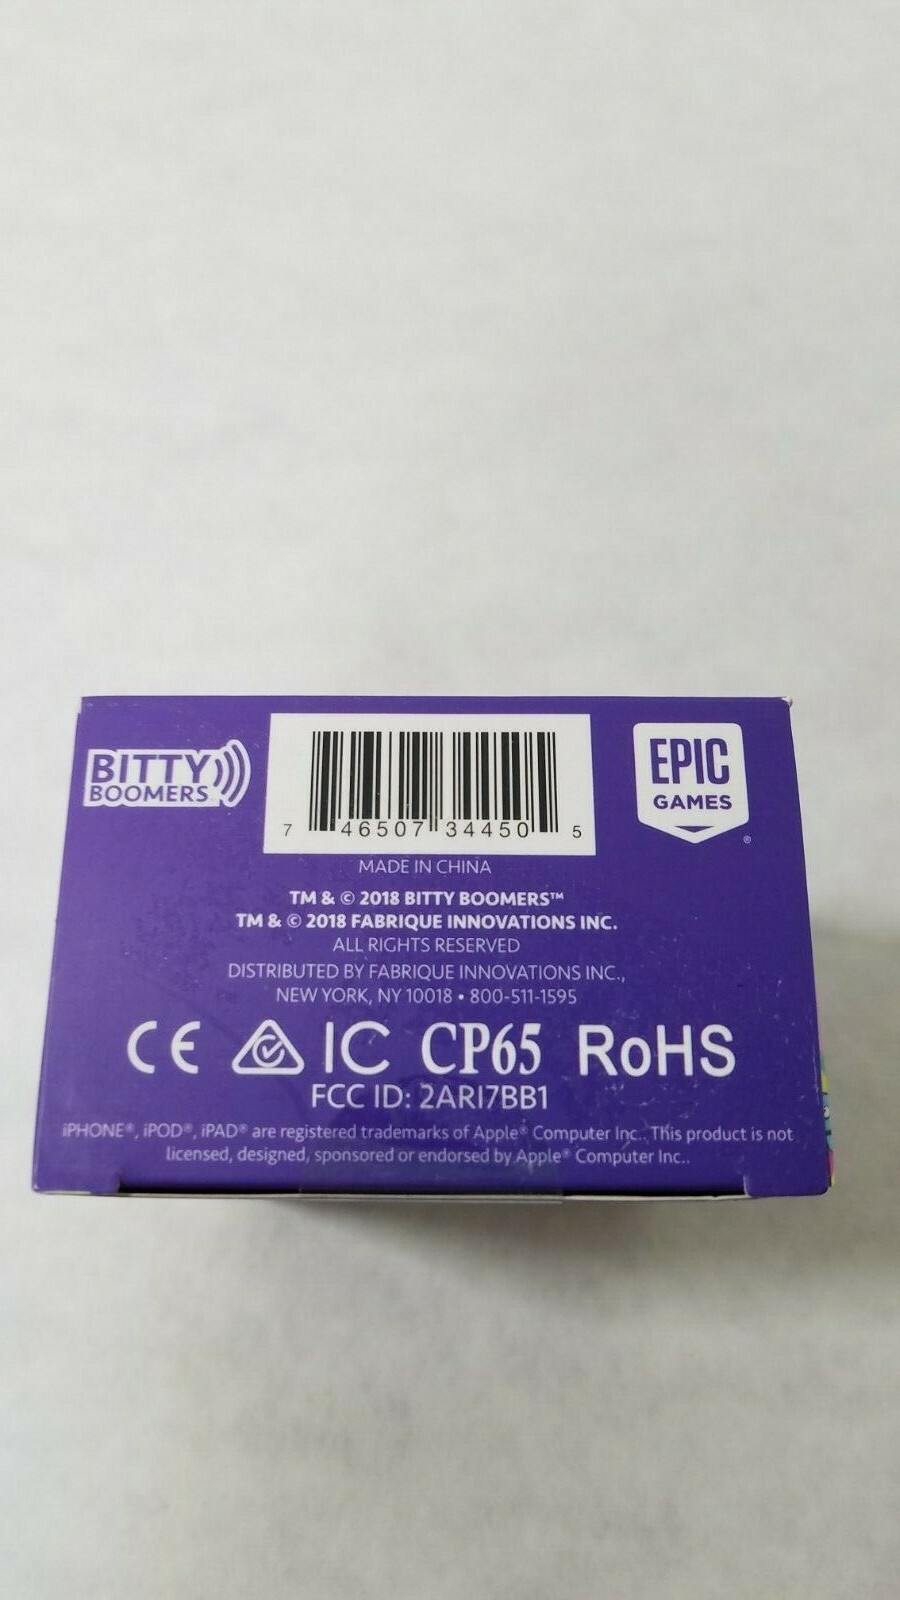 BITTY
BOOMERS
EPIC
GAMES
®
7 46507 34450 5
MADE IN CHINA
TM & © 2018 BITTY BOOMERS™
TM & © 2018 FABRIQUE INNOVATIONS INC.
ALL RIGHTS RESERVED
DISTRIBUTED BY FABRIQUE INNOVATIONS INC.,
NEW YORK, NY 10018 • 800-511-1595
CE IC CP65 RoHS
FCC ID: 2ARI7BB1
iPHONE®, iPOD®, iPAD® are registered trademarks of Apple® Computer Inc.. This product is not
licensed, designed, sponsored or endorsed by Apple® Computer Inc..